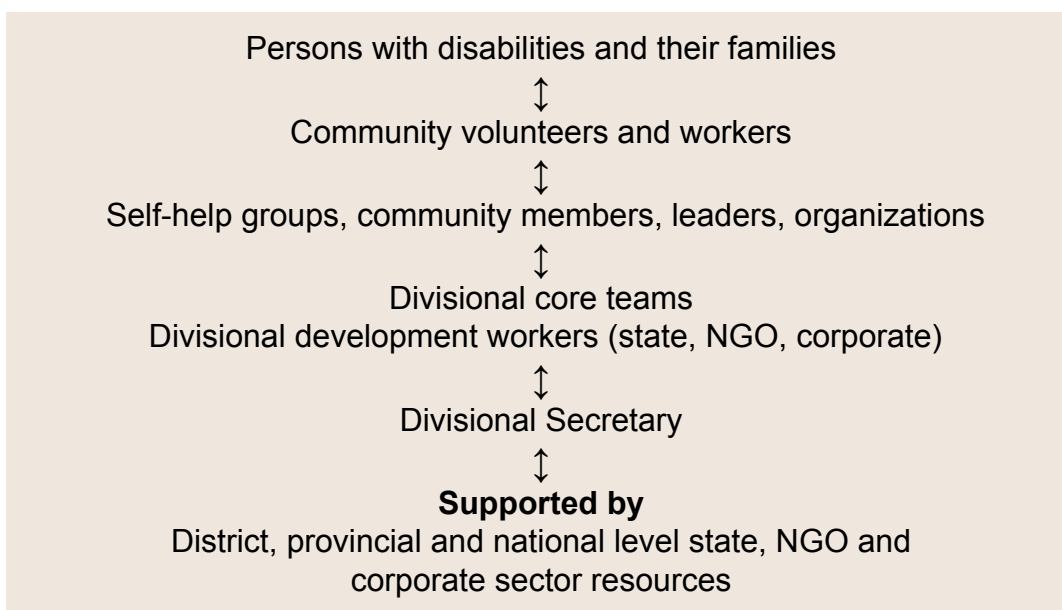 Persons with disabilities and their families
↕
Community volunteers and workers
↕
Self-help groups, community members, leaders, organizations
↕
Divisional core teams
Divisional development workers (state, NGO, corporate)
↕
Divisional Secretary
↕
Supported by
District, provincial and national level state, NGO and
corporate sector resources